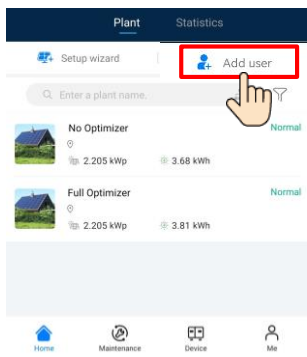 Plant Statistics
Setup wizard Add user
Enter a plant name.
No Optimizer Normal
2.205 kWp 3.68 kWh
Full Optimizer Normal
2.205 kWp 3.81 kWh
Home Maintenance Device Me